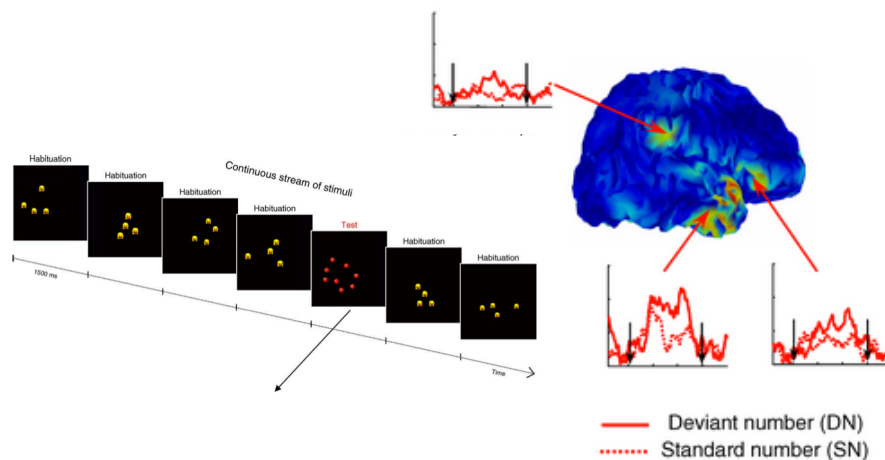 Continuous stream of stimuli
Habituation
Habituation
Habituation
Habituation
Test
Habituation
Habituation
1500 ms
Time
Deviant number (DN)
Standard number (SN)